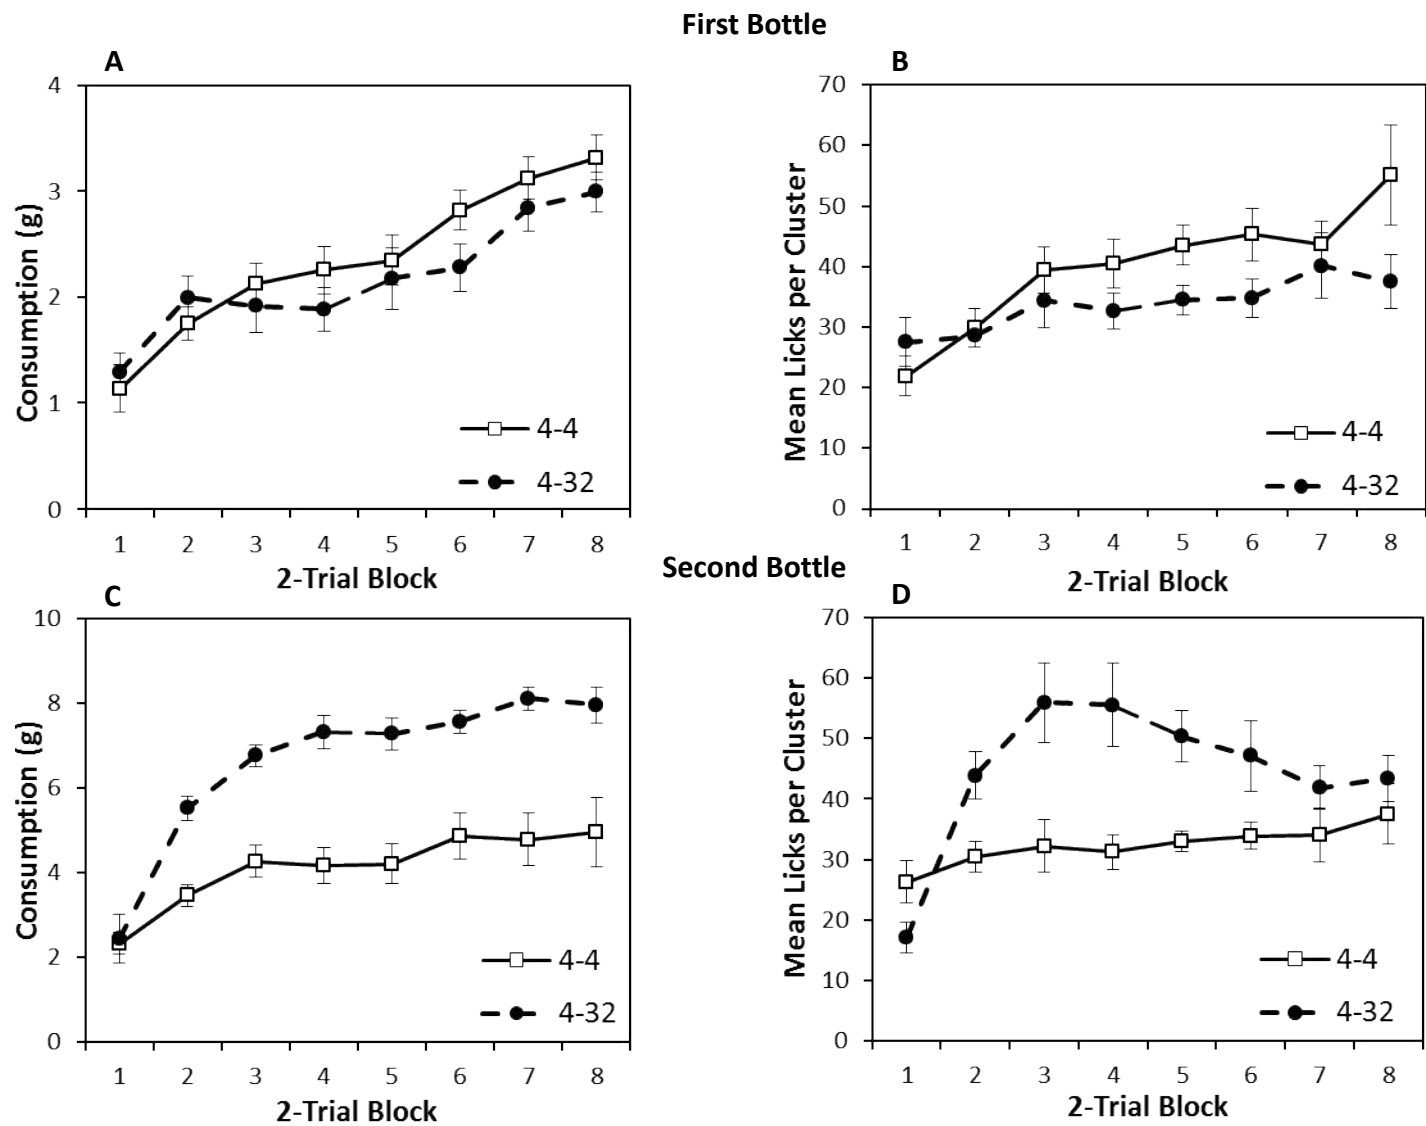 First Bottle
A
Consumption (g)
4
3
2
1
0
4-4
4-32
1 2 3 4 5 6 7 8
2-Trial Block
B
Mean Licks per Cluster
70
60
50
40
30
20
10
0
4-4
4-32
1 2 3 4 5 6 7 8
2-Trial Block
Second Bottle
C
Consumption (g)
10
8
6
4
2
0
4-4
4-32
1 2 3 4 5 6 7 8
2-Trial Block
D
Mean Licks per Cluster
70
60
50
40
30
20
10
0
4-4
4-32
1 2 3 4 5 6 7 8
2-Trial Block